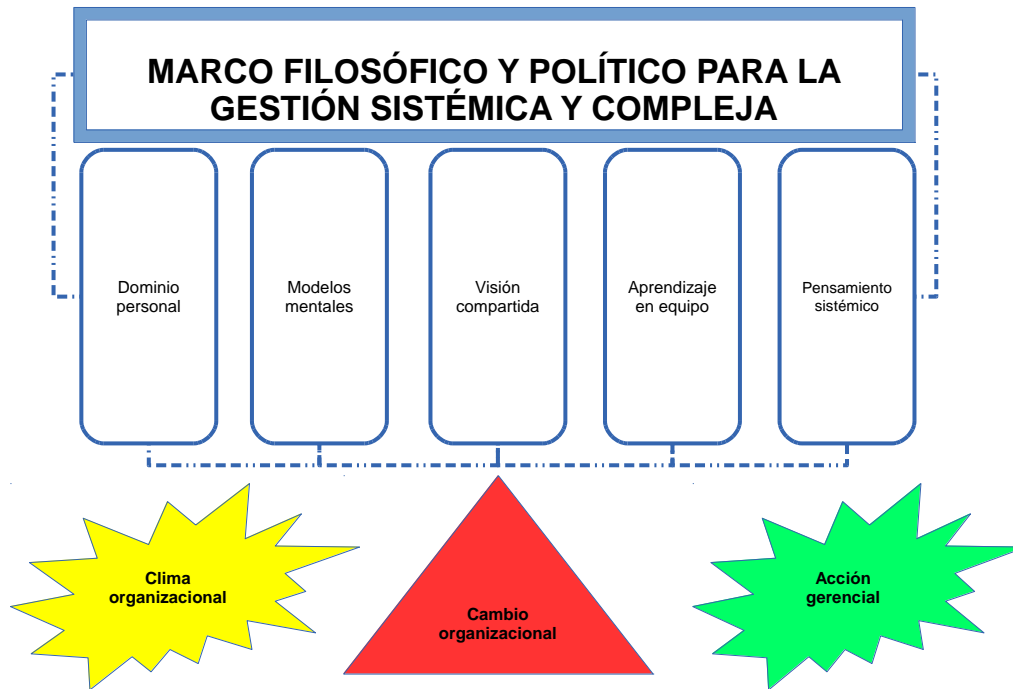 MARCO FILOSÓFICO Y POLÍTICO PARA LA
GESTIÓN SISTÉMICA Y COMPLEJA
Dominio
personal
Modelos
mentales
Visión
compartida
Aprendizaje
en equipo
Pensamiento
sistémico
Clima
organizacional
Cambio
organizacional
Acción
gerencial